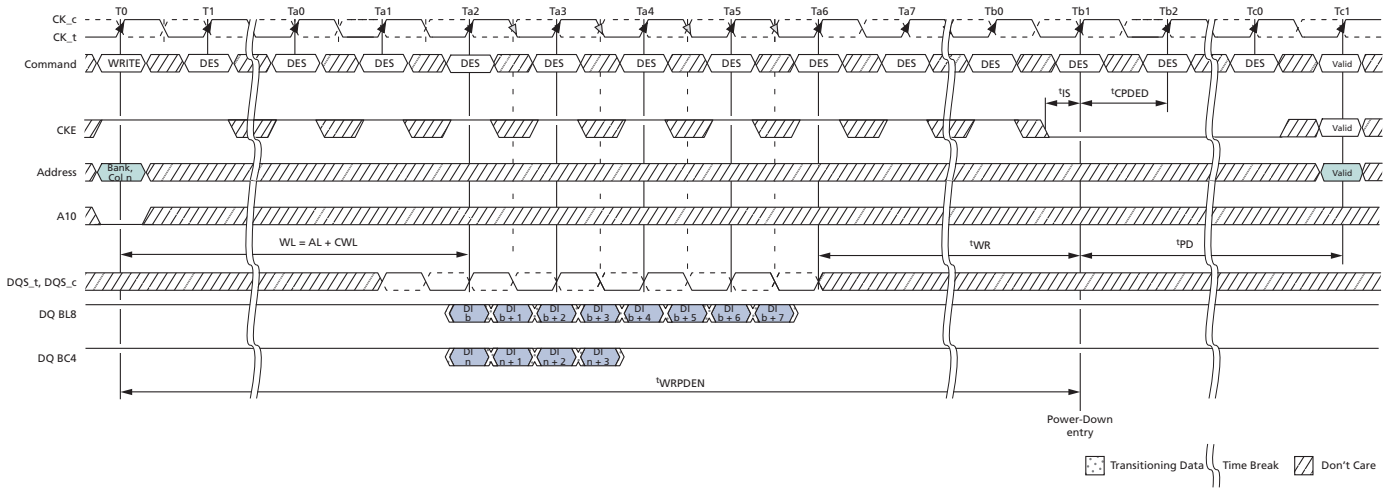 T0 T1 Ta0 Ta1 Ta2 Ta3 Ta4 Ta5 Ta6 Ta7 Tb0 Tb1 Tb2 Tc0 Tc1
CK_c
CK_t
Command WRITE DES DES DES DES DES DES DES DES DES DES DES DES DES Valid
tIS tCPDED
CKE Valid
Address Bank, Col n Valid
A10
WL = AL + CWL tWR tPD
DQS_t, DQS_c
DQ BL8 DI b DI b + 1 DI b + 2 DI b + 3 DI b + 4 DI b + 5 DI b + 6 DI b + 7
DQ BC4 DI n DI n + 1 DI n + 2 DI n + 3
tWRPDEN
Power-Down
entry
Transitioning Data Time Break Don't Care